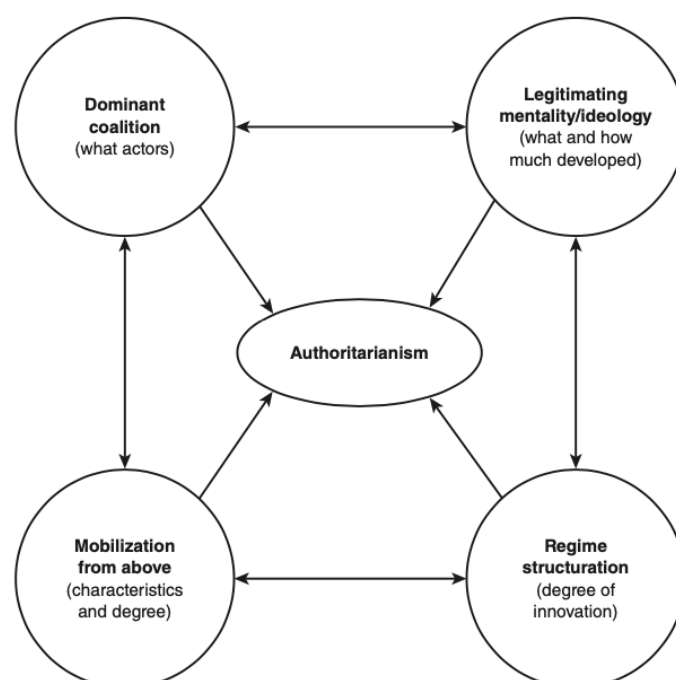 Dominant
coalition
(what actors)
Legitimating
mentality/ideology
(what and how
much developed)
Authoritarianism
Mobilization
from above
(characteristics
and degree)
Regime
structuration
(degree of
innovation)